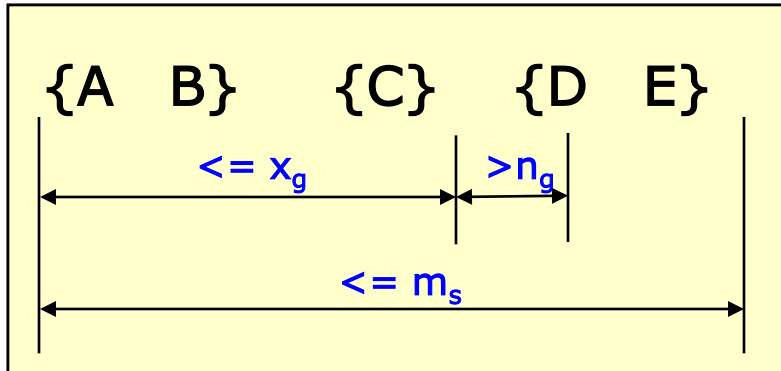 {A B} {C} {D E}
<= xg >ng
<= ms